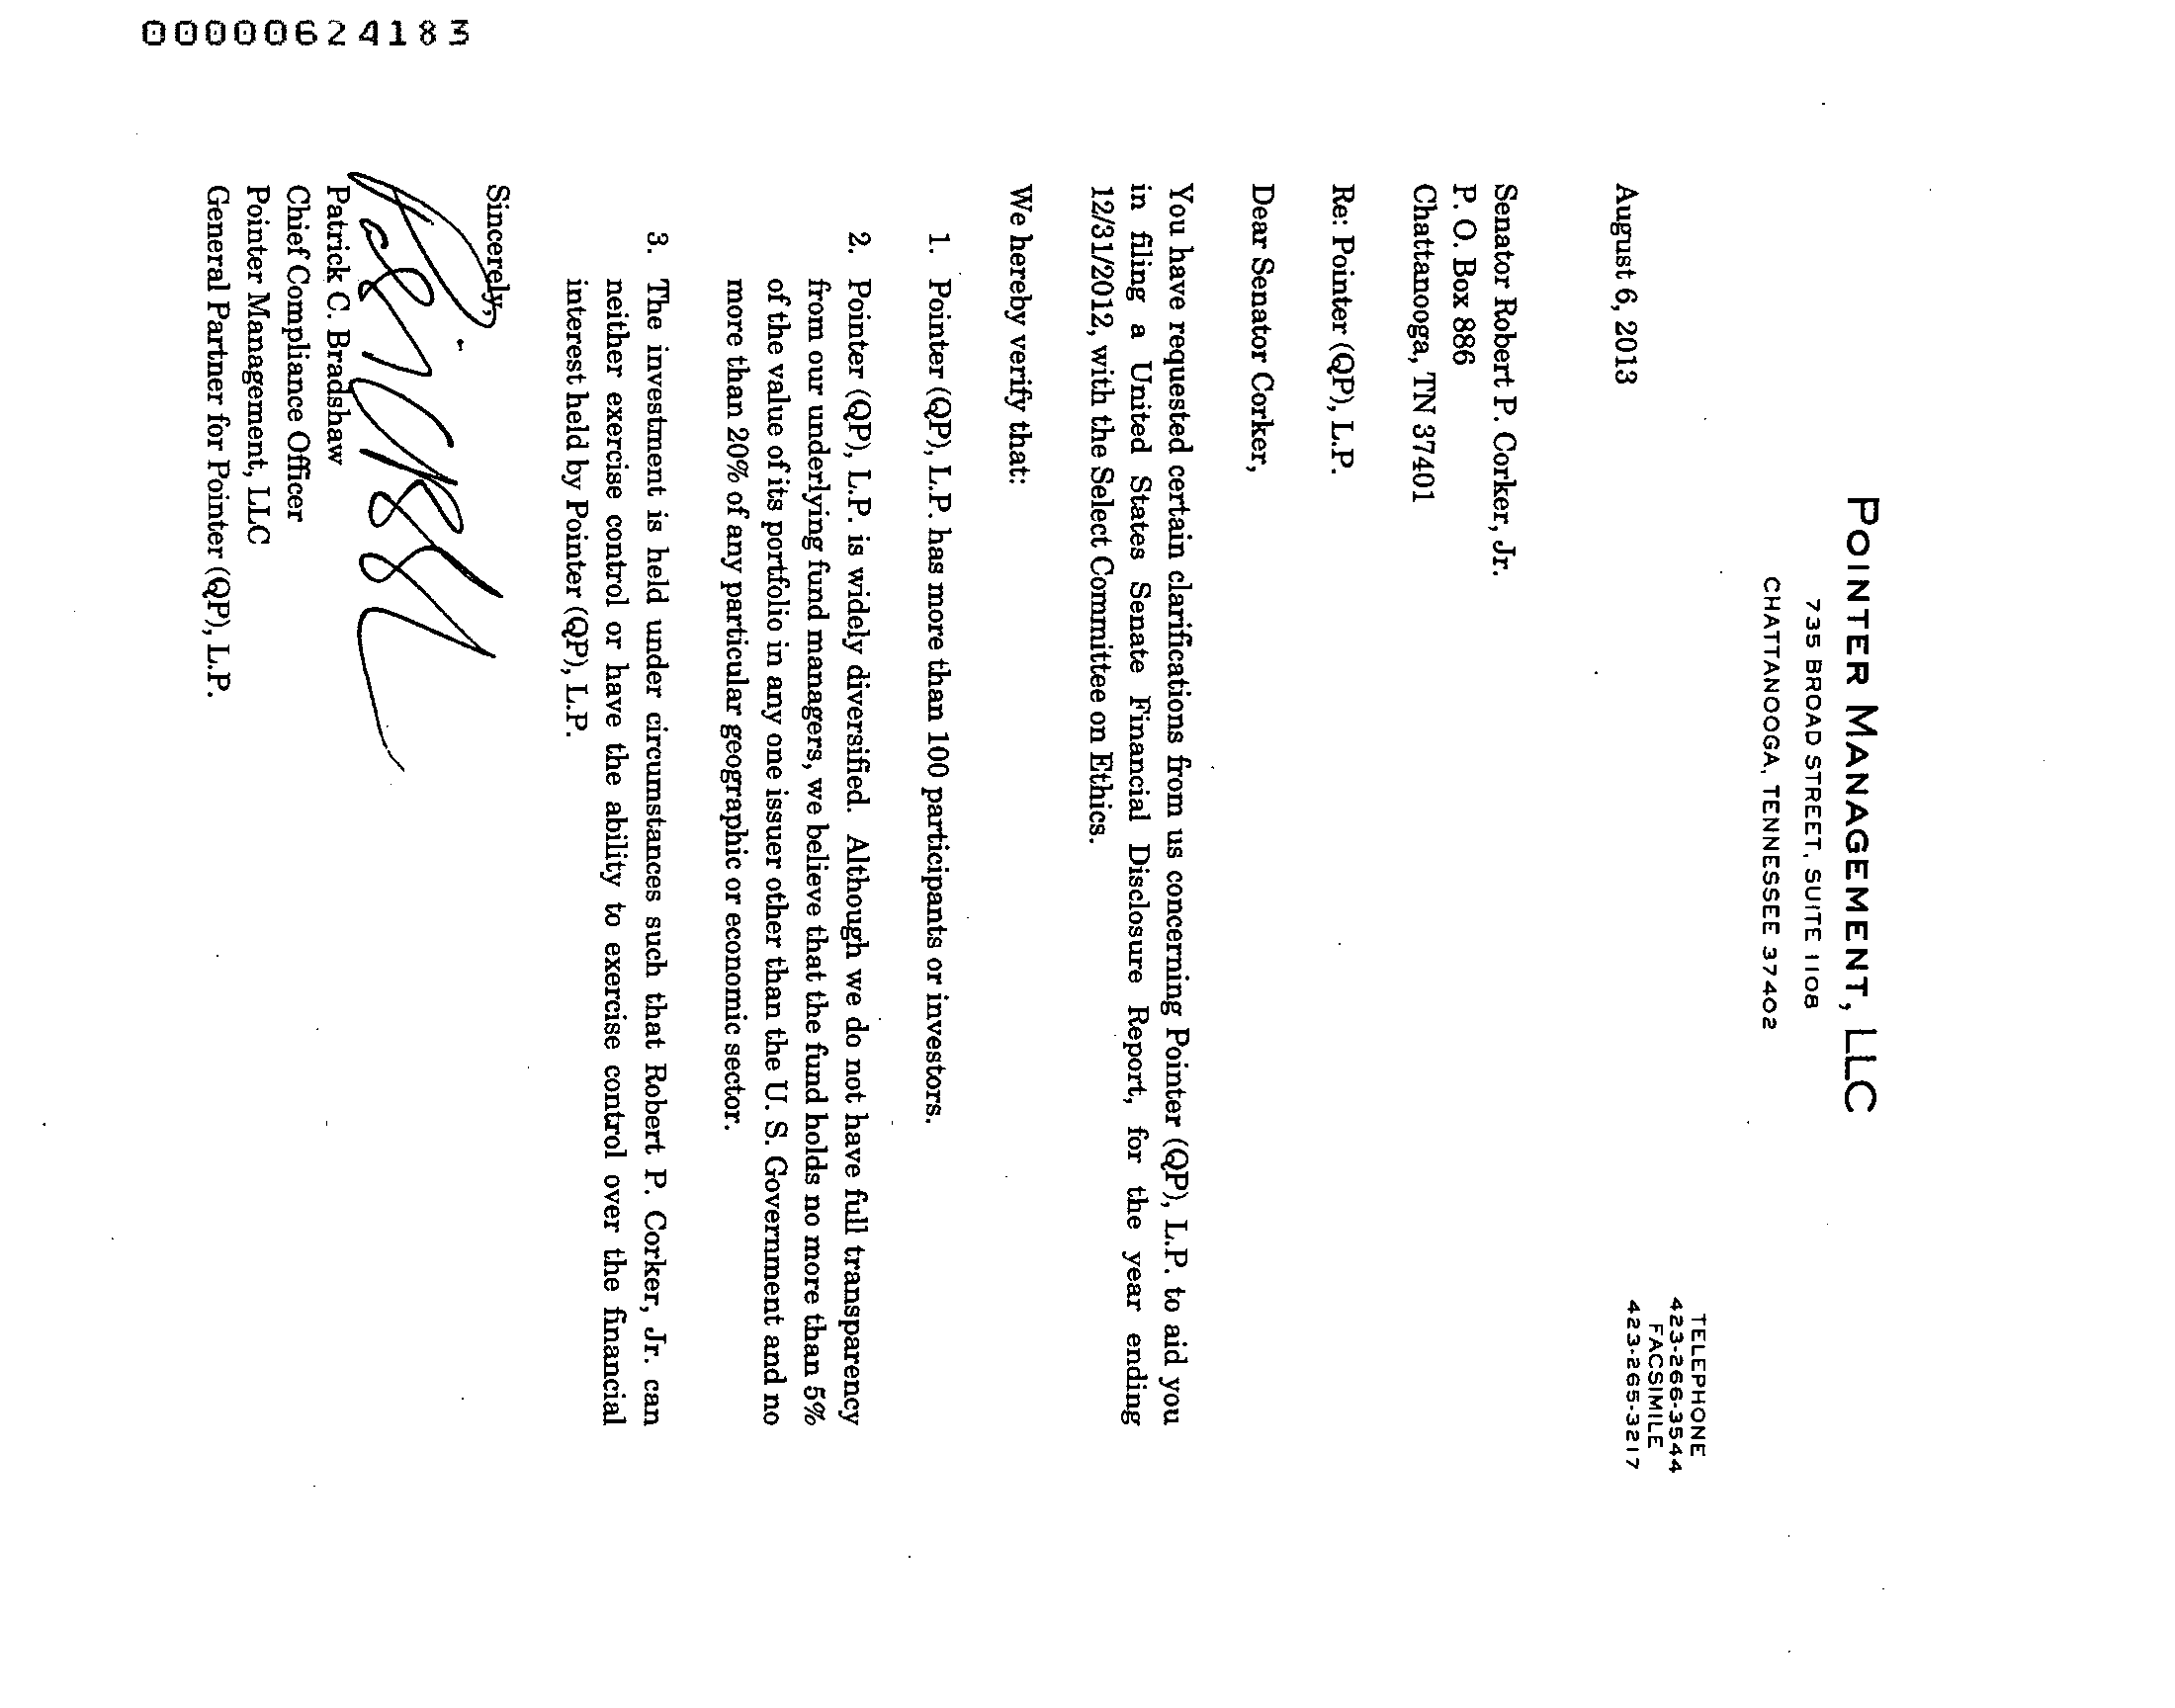 POINTER MANAGEMENT, LLC
735 BROAD STREET, SUITE 1108
CHATTANOOGA, TENNESSEE 37402
TELEPHONE
423-266-3544
FACSIMILE
423-265-3217
August 6, 2013
Senator Robert P. Corker, Jr.
P. O. Box 886
Chattanooga, TN 37401
Re: Pointer (QP), L.P.
Dear Senator Corker,
You have requested certain clarifications from us concerning Pointer (QP), L.P. to aid you
in filing a United States Senate Financial Disclosure Report, for the year ending
12/31/2012, with the Select Committee on Ethics.
We hereby verify that:
1. Pointer (QP), L.P. has more than 100 participants or investors.
2. Pointer (QP), L.P. is widely diversified. Although we do not have full transparency
from our underlying fund managers, we believe that the fund holds no more than 5%
of the value of its portfolio in any one issuer other than the U. S. Government and no
more than 20% of any particular geographic or economic sector.
3. The investment is held under circumstances such that Robert P. Corker, Jr. can
neither exercise control or have the ability to exercise control over the financial
interest held by Pointer (QP), L.P.
Sincerely,
Patrick C. Bradshaw
Chief Compliance Officer
Pointer Management, LLC
General Partner for Pointer (QP), L.P.
00000624183